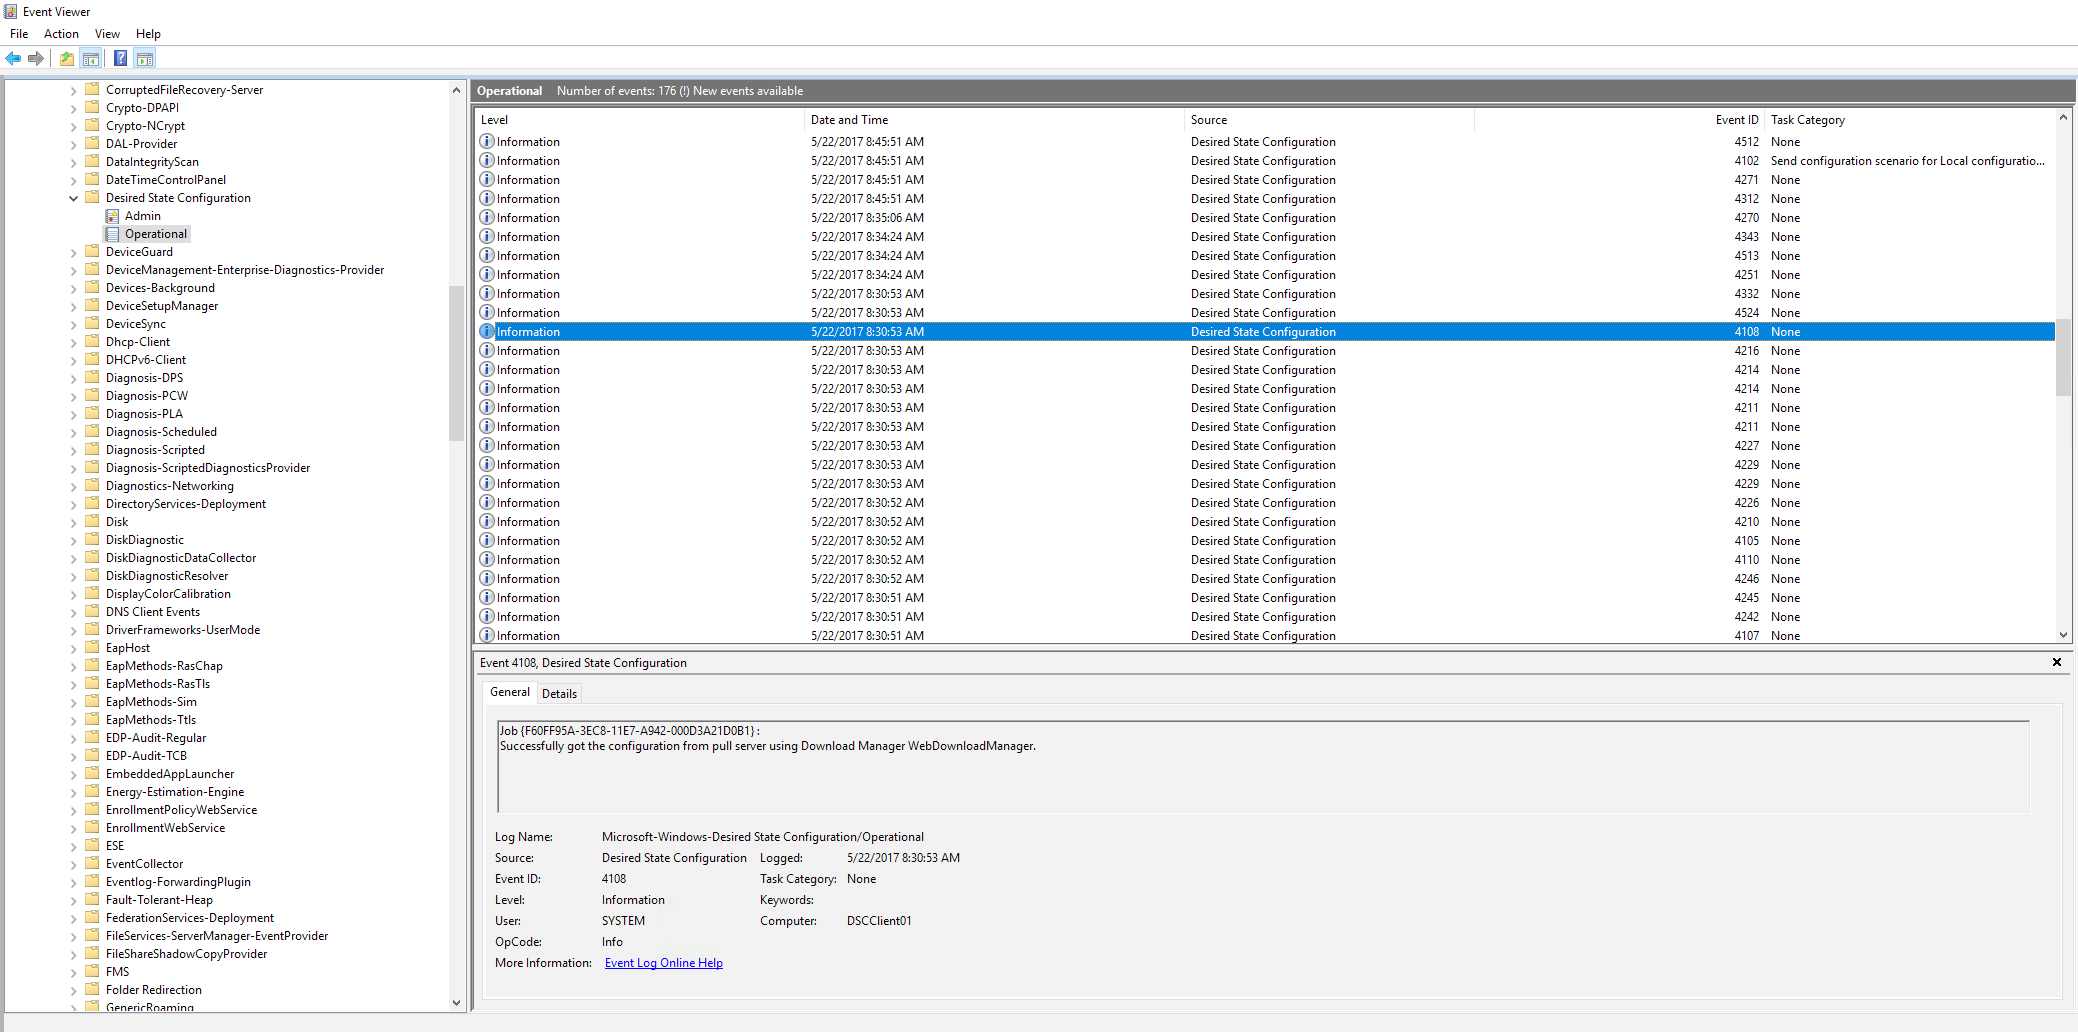 Event Viewer
File Action View Help
CorruptedFileRecovery-Server
Crypto-DPAPI
Crypto-NCrypt
DAL-Provider
DataIntegrityScan
DateTimeControlPanel
Desired State Configuration
Admin
Operational
DeviceGuard
DeviceManagement-Enterprise-Diagnostics-Provider
Devices-Background
DeviceSetupManager
DeviceSync
Dhcp-Client
DHCPv6-Client
Diagnosis-DPS
Diagnosis-PCW
Diagnosis-PLA
Diagnosis-Scheduled
Diagnosis-Scripted
Diagnosis-ScriptedDiagnosticsProvider
Diagnostics-Networking
DirectoryServices-Deployment
Disk
DiskDiagnostic
DiskDiagnosticDataCollector
DiskDiagnosticResolver
DisplayColorCalibration
DNS Client Events
DriverFrameworks-UserMode
EapHost
EapMethods-RasChap
EapMethods-RasTls
EapMethods-Sim
EapMethods-Ttls
EDP-Audit-Regular
EDP-Audit-TCB
EmbeddedAppLauncher
Energy-Estimation-Engine
EnrollmentPolicyWebService
EnrollmentWebService
ESE
EventCollector
Eventlog-ForwardingPlugin
Fault-Tolerant-Heap
FederationServices-Deployment
FileServices-ServerManager-EventProvider
FileShareShadowCopyProvider
FMS
Folder Redirection
GenericRoaming
Operational Number of events: 176 (!) New events available
Level Date and Time Source Event ID Task Category
Information 5/22/2017 8:45:51 AM Desired State Configuration 4512 None
Information 5/22/2017 8:45:51 AM Desired State Configuration 4102 Send configuration scenario for Local configuratio...
Information 5/22/2017 8:45:51 AM Desired State Configuration 4271 None
Information 5/22/2017 8:45:51 AM Desired State Configuration 4312 None
Information 5/22/2017 8:35:06 AM Desired State Configuration 4270 None
Information 5/22/2017 8:34:24 AM Desired State Configuration 4343 None
Information 5/22/2017 8:34:24 AM Desired State Configuration 4513 None
Information 5/22/2017 8:34:24 AM Desired State Configuration 4251 None
Information 5/22/2017 8:30:53 AM Desired State Configuration 4332 None
Information 5/22/2017 8:30:53 AM Desired State Configuration 4524 None
Information 5/22/2017 8:30:53 AM Desired State Configuration 4108 None
Information 5/22/2017 8:30:53 AM Desired State Configuration 4216 None
Information 5/22/2017 8:30:53 AM Desired State Configuration 4214 None
Information 5/22/2017 8:30:53 AM Desired State Configuration 4214 None
Information 5/22/2017 8:30:53 AM Desired State Configuration 4211 None
Information 5/22/2017 8:30:53 AM Desired State Configuration 4211 None
Information 5/22/2017 8:30:53 AM Desired State Configuration 4227 None
Information 5/22/2017 8:30:53 AM Desired State Configuration 4229 None
Information 5/22/2017 8:30:53 AM Desired State Configuration 4229 None
Information 5/22/2017 8:30:52 AM Desired State Configuration 4226 None
Information 5/22/2017 8:30:52 AM Desired State Configuration 4210 None
Information 5/22/2017 8:30:52 AM Desired State Configuration 4105 None
Information 5/22/2017 8:30:52 AM Desired State Configuration 4110 None
Information 5/22/2017 8:30:52 AM Desired State Configuration 4246 None
Information 5/22/2017 8:30:51 AM Desired State Configuration 4245 None
Information 5/22/2017 8:30:51 AM Desired State Configuration 4242 None
Information 5/22/2017 8:30:51 AM Desired State Configuration 4107 None
Event 4108, Desired State Configuration
General Details
Job {F60FF95A-3EC8-11E7-A942-000D3A21D0B1} :
Successfully got the configuration from pull server using Download Manager WebDownloadManager.
Log Name: Microsoft-Windows-Desired State Configuration/Operational
Source: Desired State Configuration Logged: 5/22/2017 8:30:53 AM
Event ID: 4108 Task Category: None
Level: Information Keywords:
User: SYSTEM Computer: DSCClient01
OpCode: Info
More Information: Event Log Online Help